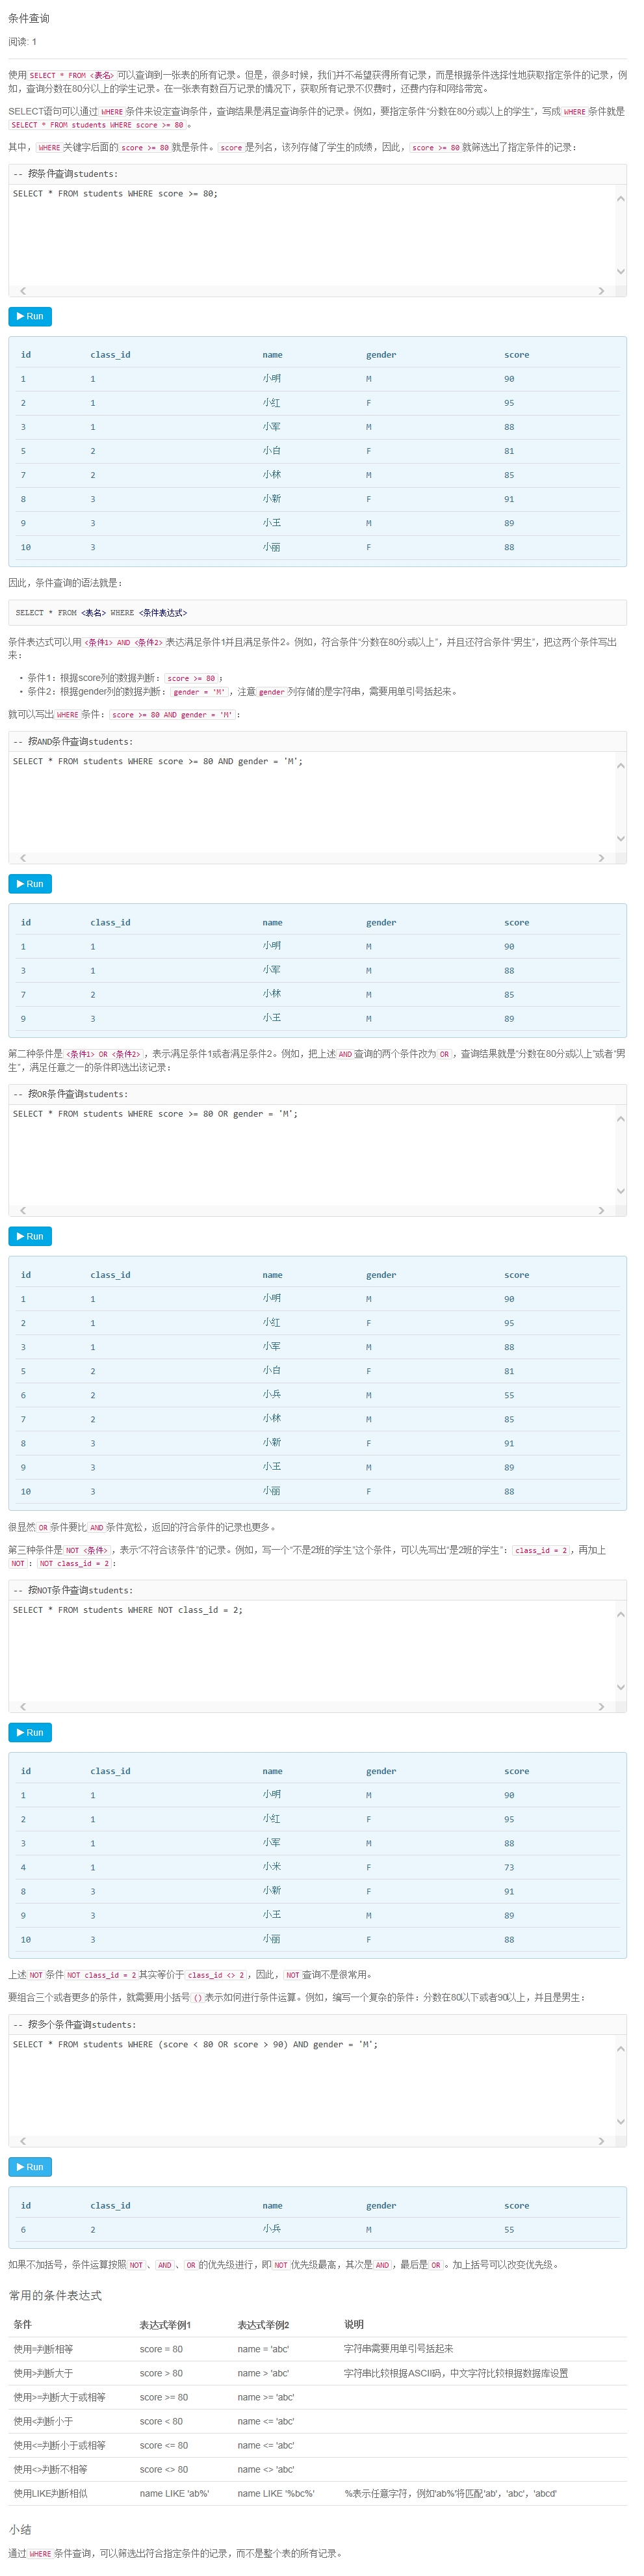 条件查询
阅读: 1
使用 SELECT * FROM <表名> 可以查询到一张表的所有记录。但是，很多时候，我们并不希望获得所有记录，而是根据条件选择性地获取指定条件的记录，例
如，查询分数在80分以上的学生记录。在一张表有数百万记录的情况下，获取所有记录不仅费时，还费内存和网络带宽。
SELECT语句可以通过 WHERE 条件来设定查询条件，查询结果是满足查询条件的记录。例如，要指定条件“分数在80分或以上的学生”，写成 WHERE 条件就是
SELECT * FROM students WHERE score >= 80 。
其中， WHERE 关键字后面的 score >= 80 就是条件。 score 是列名，该列存储了学生的成绩，因此， score >= 80 就筛选出了指定条件的记录：
-- 按条件查询students:
SELECT * FROM students WHERE score >= 80;
Run
id class_id name gender score
1 1 小明 M 90
2 1 小红 F 95
3 1 小军 M 88
5 2 小白 F 81
7 2 小林 M 85
8 3 小新 F 91
9 3 小王 M 89
10 3 小丽 F 88
因此，条件查询的语法就是：
SELECT * FROM <表名> WHERE <条件表达式>
条件表达式可以用 <条件1> AND <条件2> 表达满足条件1并且满足条件2。例如，符合条件“分数在80分或以上”，并且还符合条件“男生”，把这两个条件写出
来：
• 条件1：根据score列的数据判断： score >= 80 ；
• 条件2：根据gender列的数据判断： gender = 'M' ，注意 gender 列存储的是字符串，需要用单引号括起来。
就可以写出 WHERE 条件： score >= 80 AND gender = 'M' ：
-- 按AND条件查询students:
SELECT * FROM students WHERE score >= 80 AND gender = 'M';
Run
id class_id name gender score
1 1 小明 M 90
3 1 小军 M 88
7 2 小林 M 85
9 3 小王 M 89
第二种条件是 <条件1> OR <条件2> ，表示满足条件1或者满足条件2。例如，把上述 AND 查询的两个条件改为 OR ，查询结果就是“分数在80分或以上”或者“男
生”，满足任意之一的条件即选出该记录：
-- 按OR条件查询students:
SELECT * FROM students WHERE score >= 80 OR gender = 'M';
Run
id class_id name gender score
1 1 小明 M 90
2 1 小红 F 95
3 1 小军 M 88
5 2 小白 F 81
6 2 小兵 M 55
7 2 小林 M 85
8 3 小新 F 91
9 3 小王 M 89
10 3 小丽 F 88
很显然 OR 条件要比 AND 条件宽松，返回的符合条件的记录也更多。
第三种条件是 NOT <条件> ，表示“不符合该条件”的记录。例如，写一个“不是2班的学生”这个条件，可以先写出“是2班的学生”： class_id = 2 ，再加上
NOT ： NOT class_id = 2 ：
-- 按NOT条件查询students:
SELECT * FROM students WHERE NOT class_id = 2;
Run
id class_id name gender score
1 1 小明 M 90
2 1 小红 F 95
3 1 小军 M 88
4 1 小米 F 73
8 3 小新 F 91
9 3 小王 M 89
10 3 小丽 F 88
上述 NOT 条件 NOT class_id = 2 其实等价于 class_id <> 2 ，因此， NOT 查询不是很常用。
要组合三个或者更多的条件，就需要用小括号 () 表示如何进行条件运算。例如，编写一个复杂的条件：分数在80以下或者90以上，并且是男生：
-- 按多个条件查询students:
SELECT * FROM students WHERE (score < 80 OR score > 90) AND gender = 'M';
Run
id class_id name gender score
6 2 小兵 M 55
如果不加括号，条件运算按照 NOT 、 AND 、 OR 的优先级进行，即 NOT 优先级最高，其次是 AND ，最后是 OR 。加上括号可以改变优先级。
常用的条件表达式
条件 表达式举例1 表达式举例2 说明
使用=判断相等 score = 80 name = 'abc' 字符串需要用单引号括起来
使用>判断大于 score > 80 name > 'abc' 字符串比较根据ASCII码，中文字符比较根据数据库设置
使用>=判断大于或相等 score >= 80 name >= 'abc'
使用<判断小于 score < 80 name <= 'abc'
使用<=判断小于或相等 score <= 80 name <= 'abc'
使用<>判断不相等 score <> 80 name <> 'abc'
使用LIKE判断相似 name LIKE 'ab%' name LIKE '%bc%' %表示任意字符，例如'ab%'将匹配'ab'，'abc'，'abcd'
小结
通过 WHERE 条件查询，可以筛选出符合指定条件的记录，而不是整个表的所有记录。